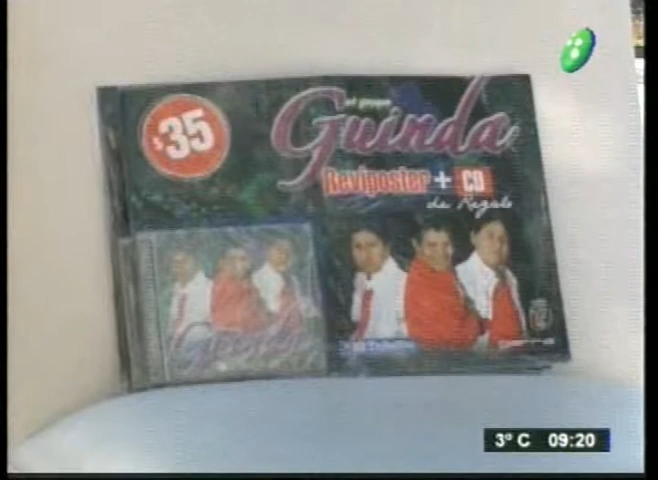 el grupo
Guinda
$35
Reviposter + CD
de Regalo
Guinda
3° C 09:20